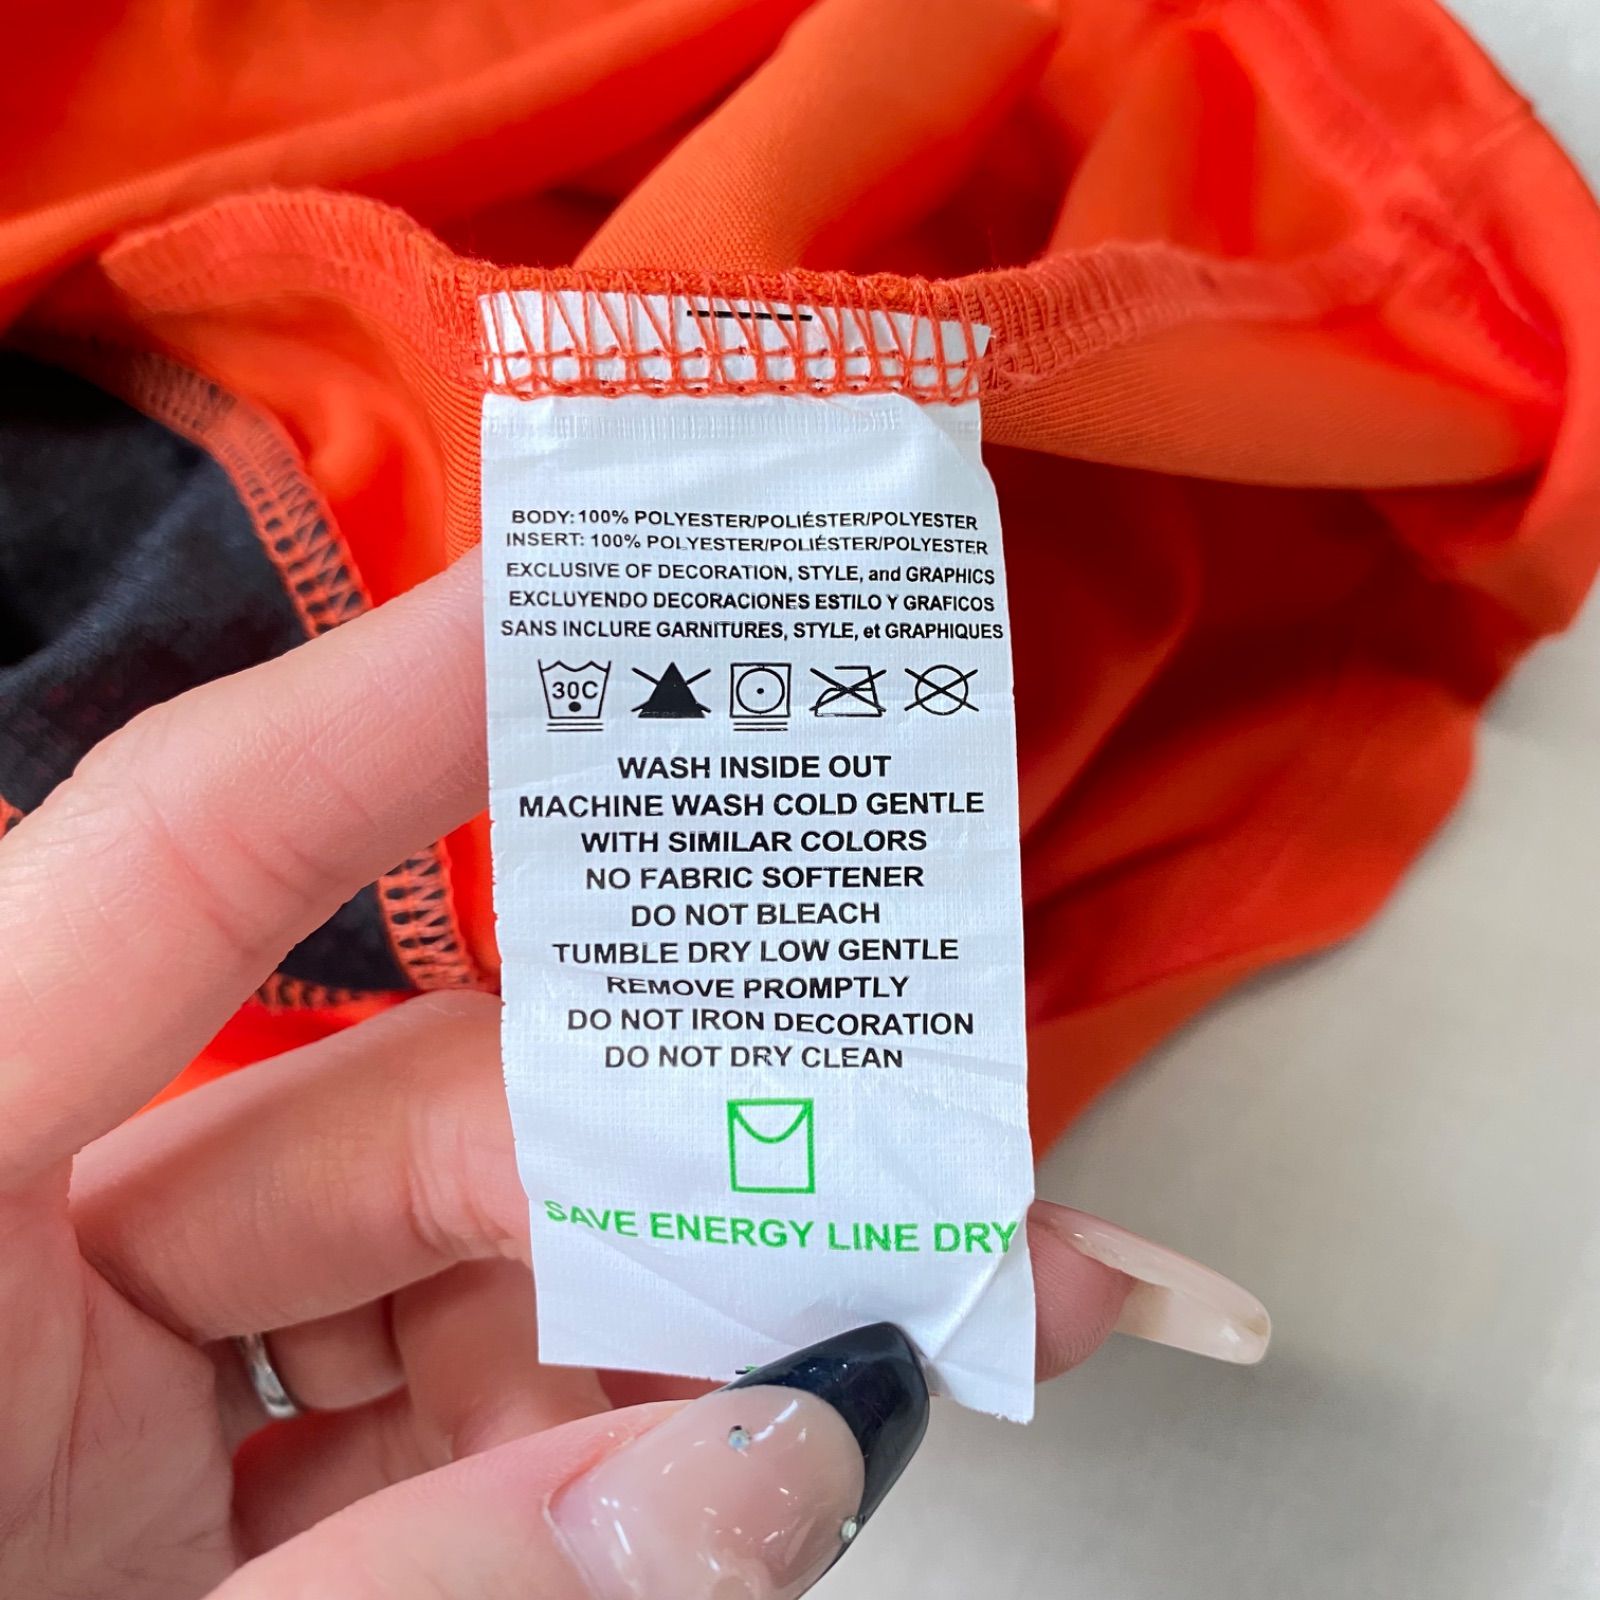 BODY: 100% POLYESTER/POLIÉSTER/POLYESTER
INSERT: 100% POLYESTER/POLIÉSTER/POLYESTER
EXCLUSIVE OF DECORATION, STYLE, and GRAPHICS
EXCLUYENDO DECORACIONES ESTILO Y GRAFICOS
SANS INCLURE GARNITURES, STYLE, et GRAPHIQUES
30C
WASH INSIDE OUT
MACHINE WASH COLD GENTLE
WITH SIMILAR COLORS
NO FABRIC SOFTENER
DO NOT BLEACH
TUMBLE DRY LOW GENTLE
REMOVE PROMPTLY
DO NOT IRON DECORATION
DO NOT DRY CLEAN
SAVE ENERGY LINE DRY